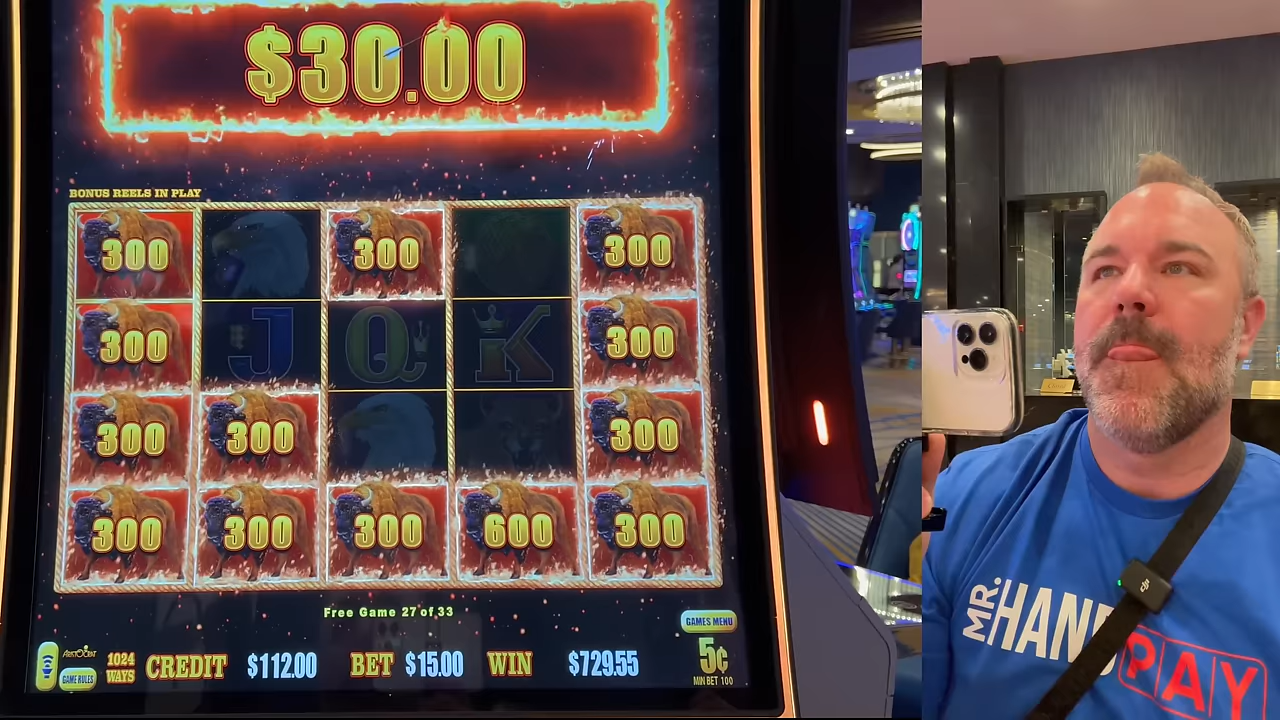 $30.00
BONUS REELS IN PLAY
300 300 300
300 J Q K 300
300 300 300
300 300 300 600 300
Free Game 27 of 33
GAMES MENU
ARISTOCRAT
GAME RULES
1024 WAYS
CREDIT $112.00 BET $15.00 WIN $729.55
5¢
MIN BET 100
MR.
HAND
PAY
dji